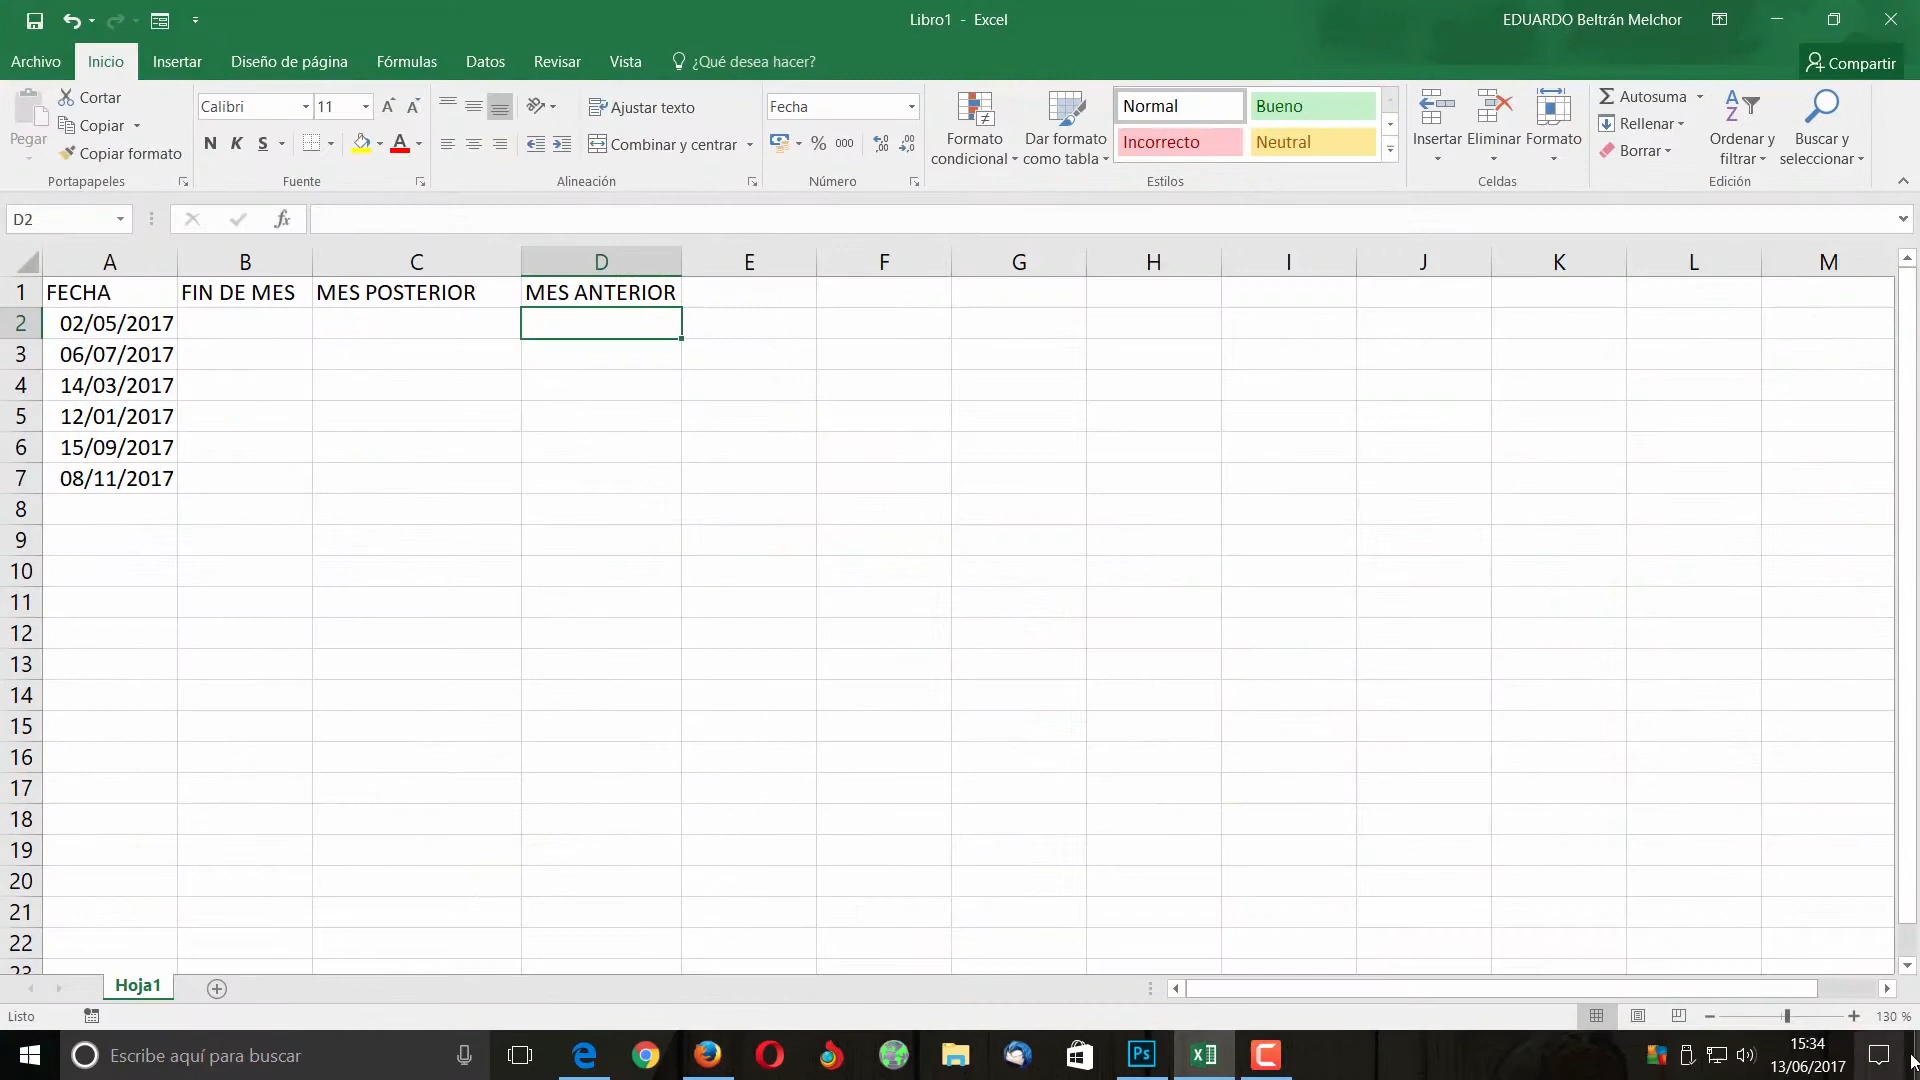 Libro1 - Excel
EDUARDO Beltrán Melchor
Archivo Inicio Insertar Diseño de página Fórmulas Datos Revisar Vista ¿Qué desea hacer? Compartir
Pegar
Cortar
Copiar
Copiar formato
Portapapeles
Calibri 11
N K S A
Fuente
Ajustar texto
Combinar y centrar
Alineación
Fecha
% 000
Número
Formato condicional
Dar formato como tabla
Normal Bueno
Incorrecto Neutral
Estilos
Insertar Eliminar Formato
Celdas
Autosuma
Rellenar
Borrar
Ordenar y filtrar
Buscar y seleccionar
Edición
D2 fx
A B C D E F G H I J K L M
1 FECHA FIN DE MES MES POSTERIOR MES ANTERIOR
2 02/05/2017
3 06/07/2017
4 14/03/2017
5 12/01/2017
6 15/09/2017
7 08/11/2017
8
9
10
11
12
13
14
15
16
17
18
19
20
21
22
23
Hoja1
Listo
130 %
Escribe aquí para buscar
Ps
15:34
13/06/2017